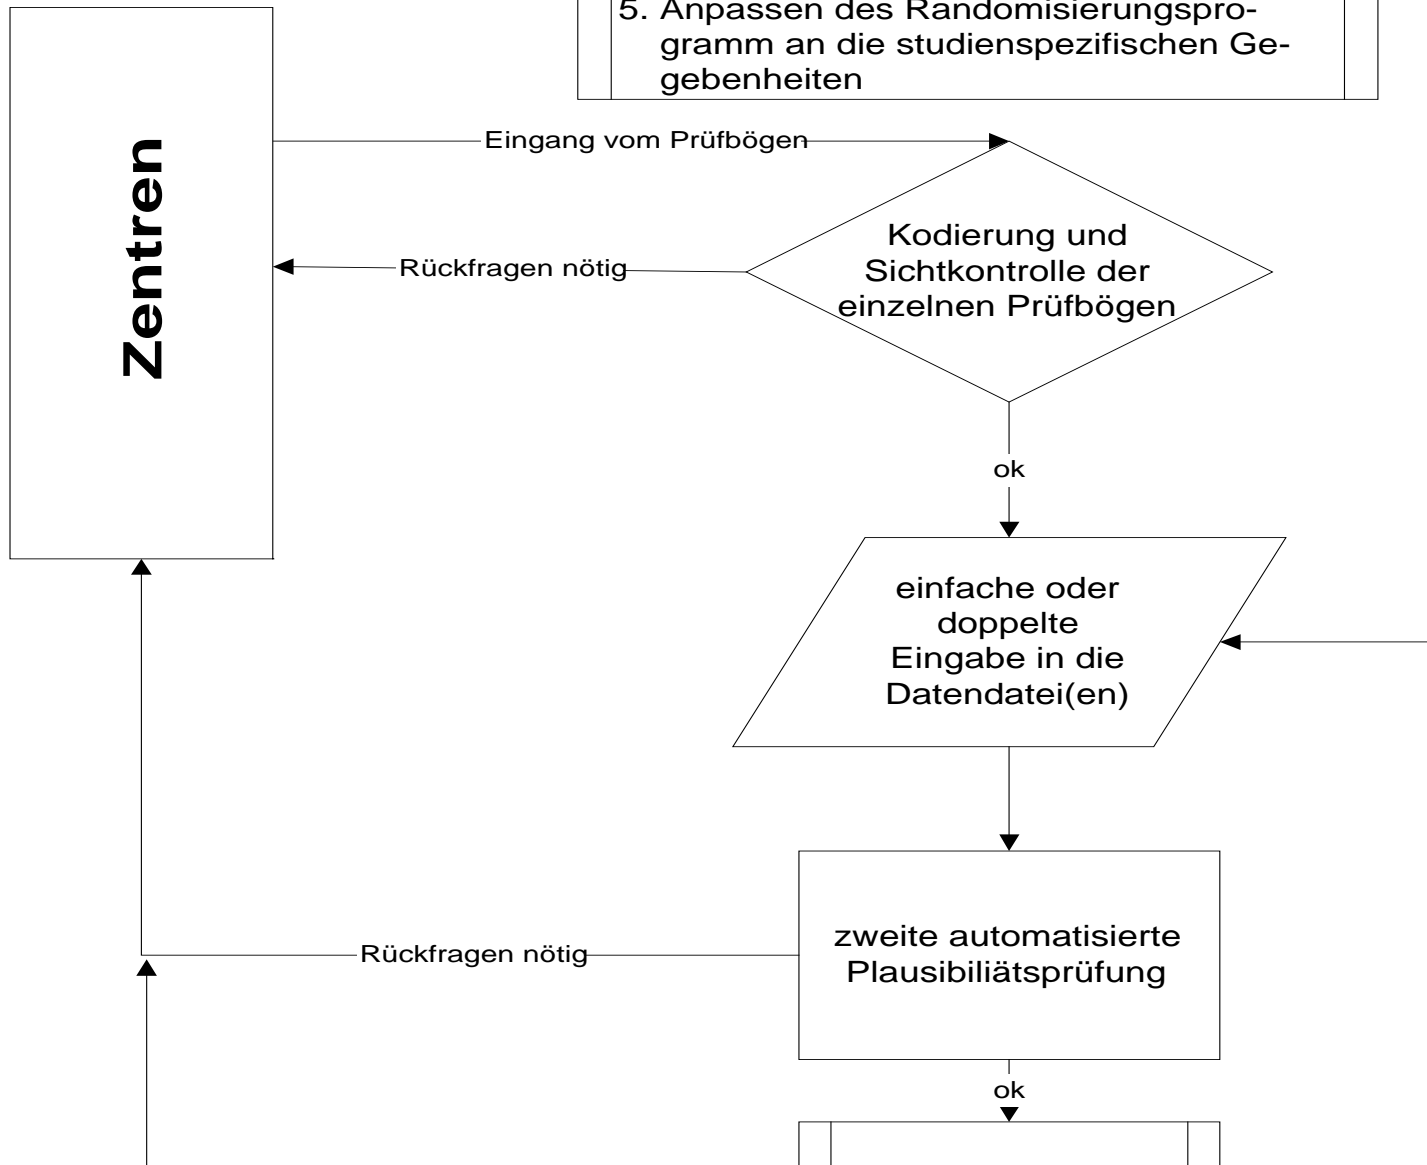 5. Anpassen des Randomisierungspro-
gramm an die studienspezifischen Ge-
gebenheiten
Zentren
Eingang vom Prüfbögen
Kodierung und
Sichtkontrolle der
einzelnen Prüfbögen
Rückfragen nötig
ok
einfache oder
doppelte
Eingabe in die
Datendatei(en)
zweite automatisierte
Plausibiliätsprüfung
Rückfragen nötig
ok